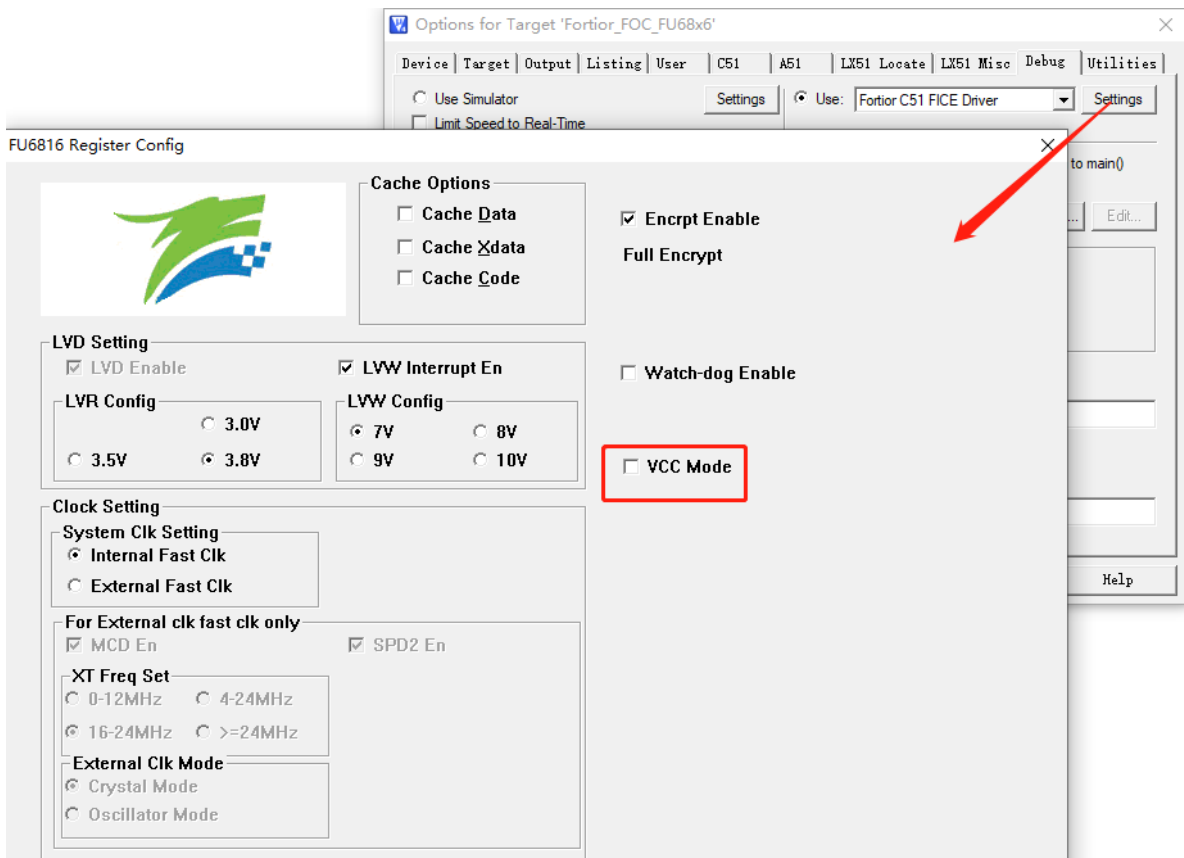 Options for Target 'Fortior_FOC_FU68x6'
Device Target Output Listing User C51 A51 LX51 Locate LX51 Misc Debug Utilities
Use Simulator Settings Use: Fortior C51 FICE Driver Settings
Limit Speed to Real-Time
FU6816 Register Config
to main()
... Edit...
Cache Options
Cache Data
Cache Xdata
Cache Code
Encrpt Enable
Full Encrypt
LVD Setting
LVD Enable LVW Interrupt En
LVR Config
3.0V
3.5V 3.8V
LVW Config
7V 8V
9V 10V
Watch-dog Enable
VCC Mode
Clock Setting
System Clk Setting
Internal Fast Clk
External Fast Clk
For External clk fast clk only
MCD En SPD2 En
XT Freq Set
0-12MHz 4-24MHz
16-24MHz >=24MHz
External Clk Mode
Crystal Mode
Oscillator Mode
Help